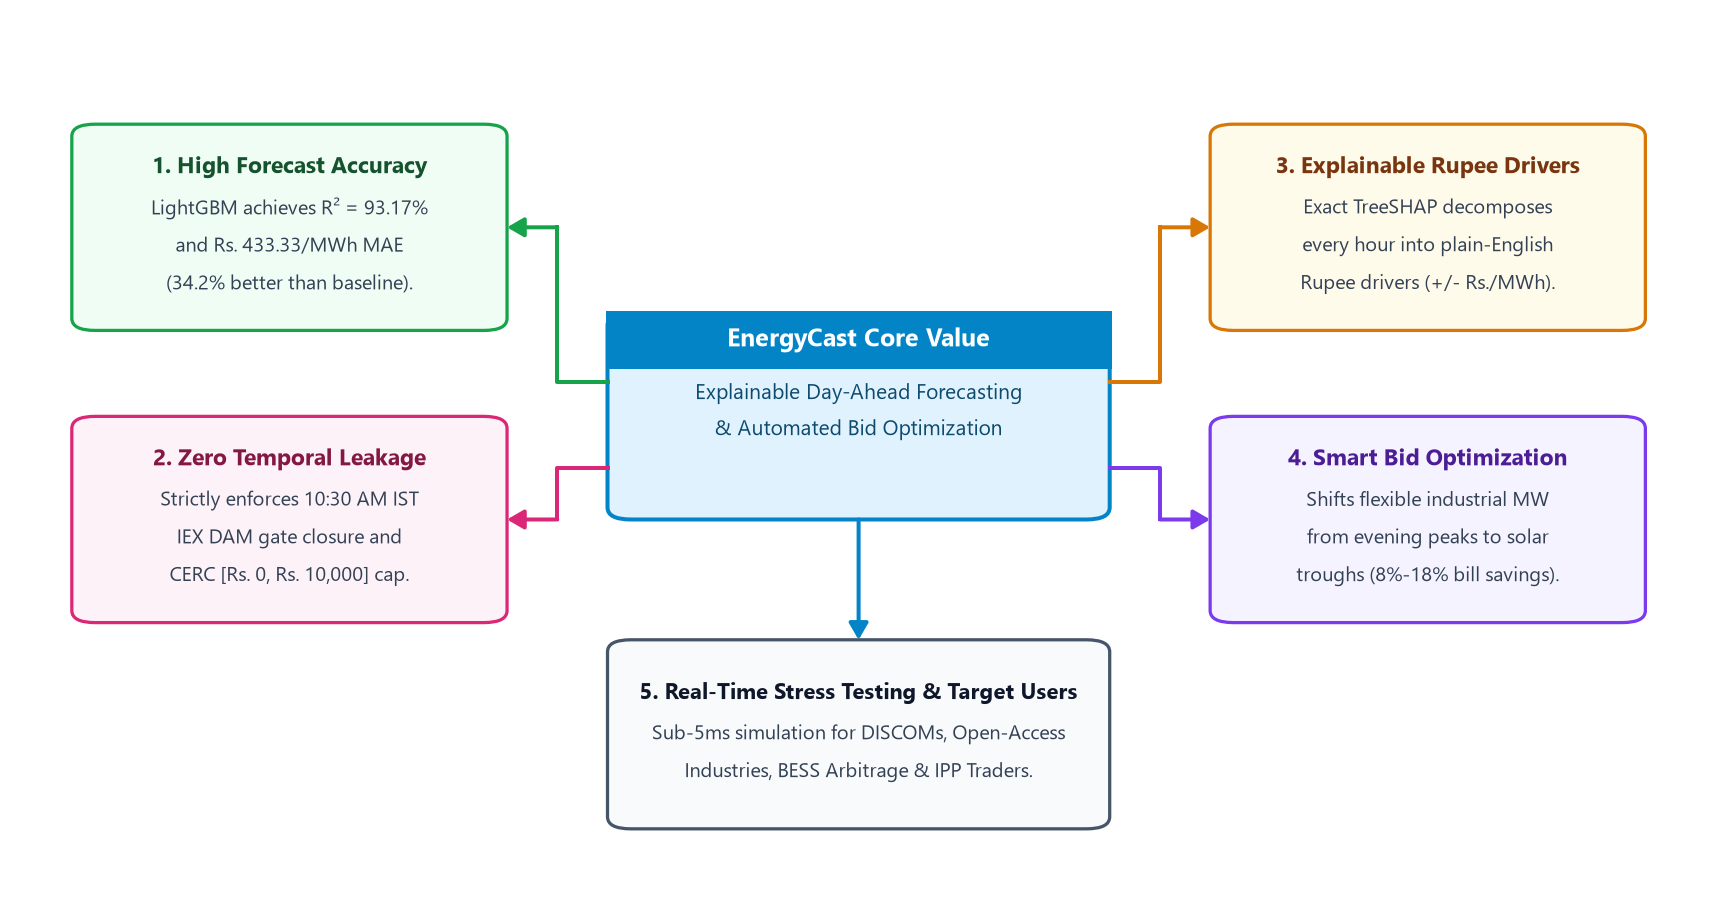 1. High Forecast Accuracy
LightGBM achieves R² = 93.17%
and Rs. 433.33/MWh MAE
(34.2% better than baseline).
2. Zero Temporal Leakage
Strictly enforces 10:30 AM IST
IEX DAM gate closure and
CERC [Rs. 0, Rs. 10,000] cap.
EnergyCast Core Value
Explainable Day-Ahead Forecasting
& Automated Bid Optimization
3. Explainable Rupee Drivers
Exact TreeSHAP decomposes
every hour into plain-English
Rupee drivers (+/- Rs./MWh).
4. Smart Bid Optimization
Shifts flexible industrial MW
from evening peaks to solar
troughs (8%-18% bill savings).
5. Real-Time Stress Testing & Target Users
Sub-5ms simulation for DISCOMs, Open-Access
Industries, BESS Arbitrage & IPP Traders.